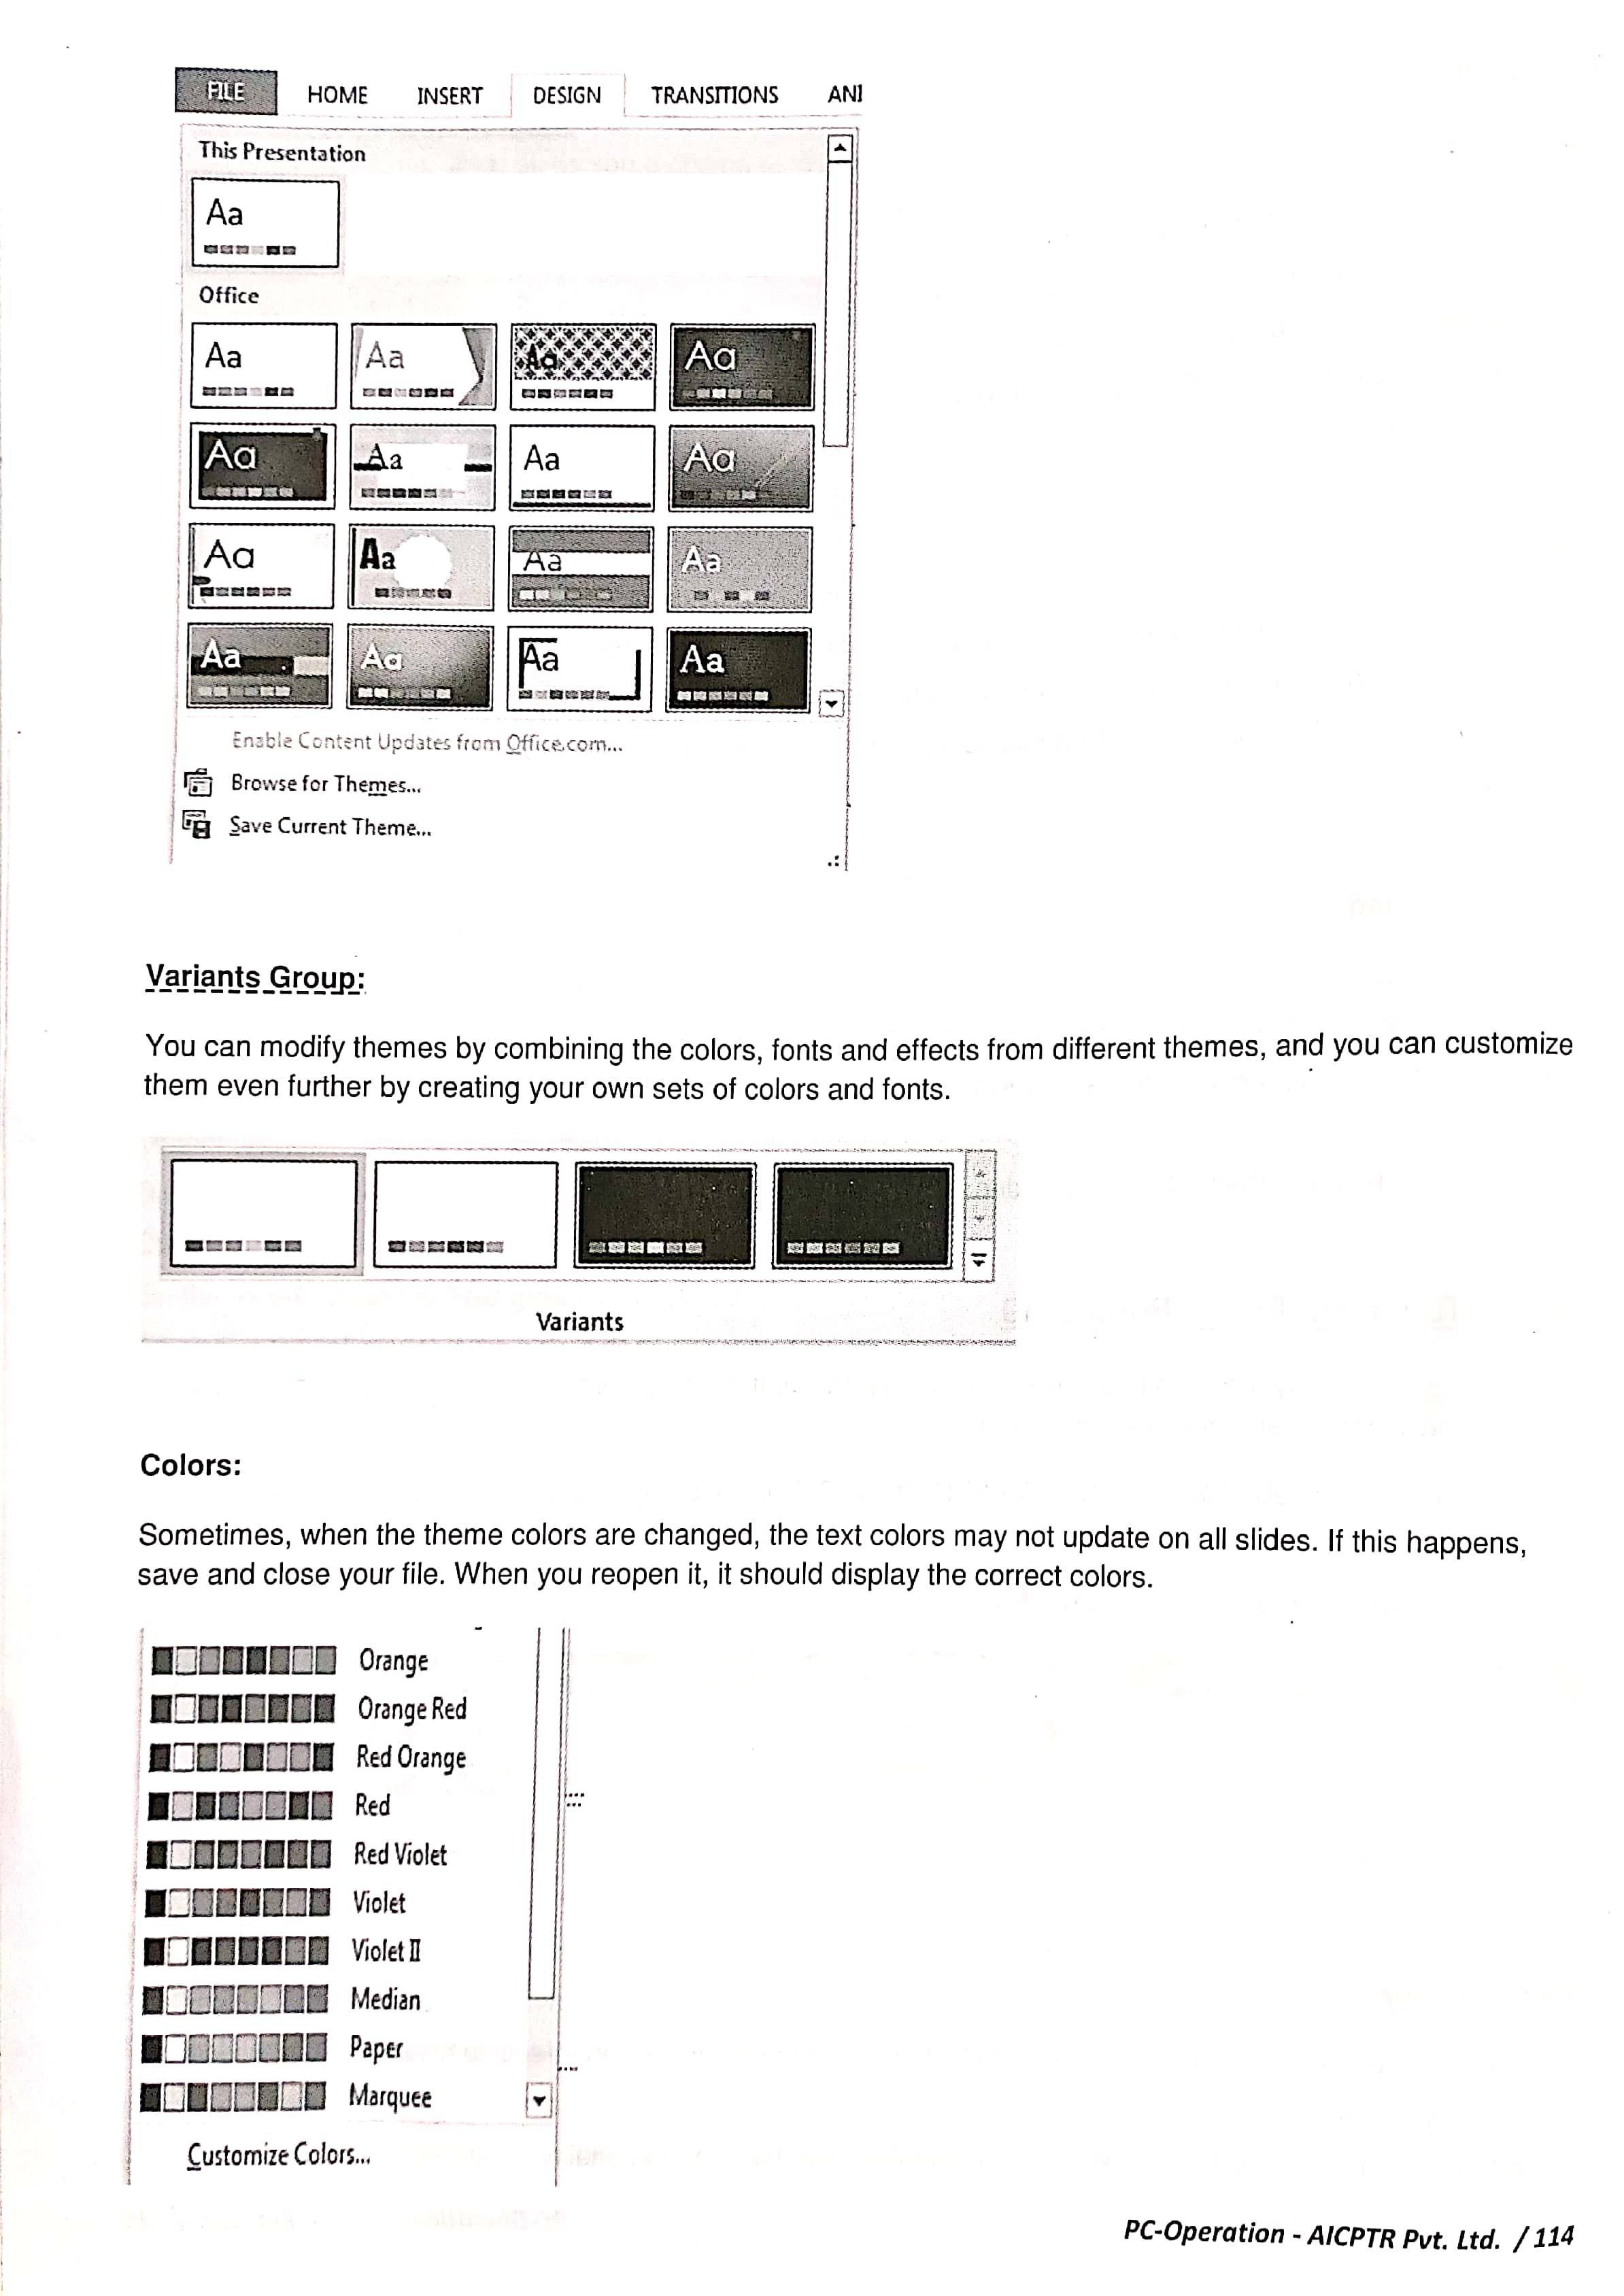 FILE HOME INSERT DESIGN TRANSITIONS ANI
This Presentation
Aa
Office
Aa Aa Aa Aa
Aa Aa Aa Aa
Aa Aa Aa Aa
Aa Aa Aa Aa
Enable Content Updates from Office.com...
Browse for Themes...
Save Current Theme...
Variants Group:
You can modify themes by combining the colors, fonts and effects from different themes, and you can customize
them even further by creating your own sets of colors and fonts.
Variants
Colors:
Sometimes, when the theme colors are changed, the text colors may not update on all slides. If this happens,
save and close your file. When you reopen it, it should display the correct colors.
Orange
Orange Red
Red Orange
Red
Red Violet
Violet
Violet II
Median
Paper
Marquee
Customize Colors...
PC-Operation - AICPTR Pvt. Ltd. / 114